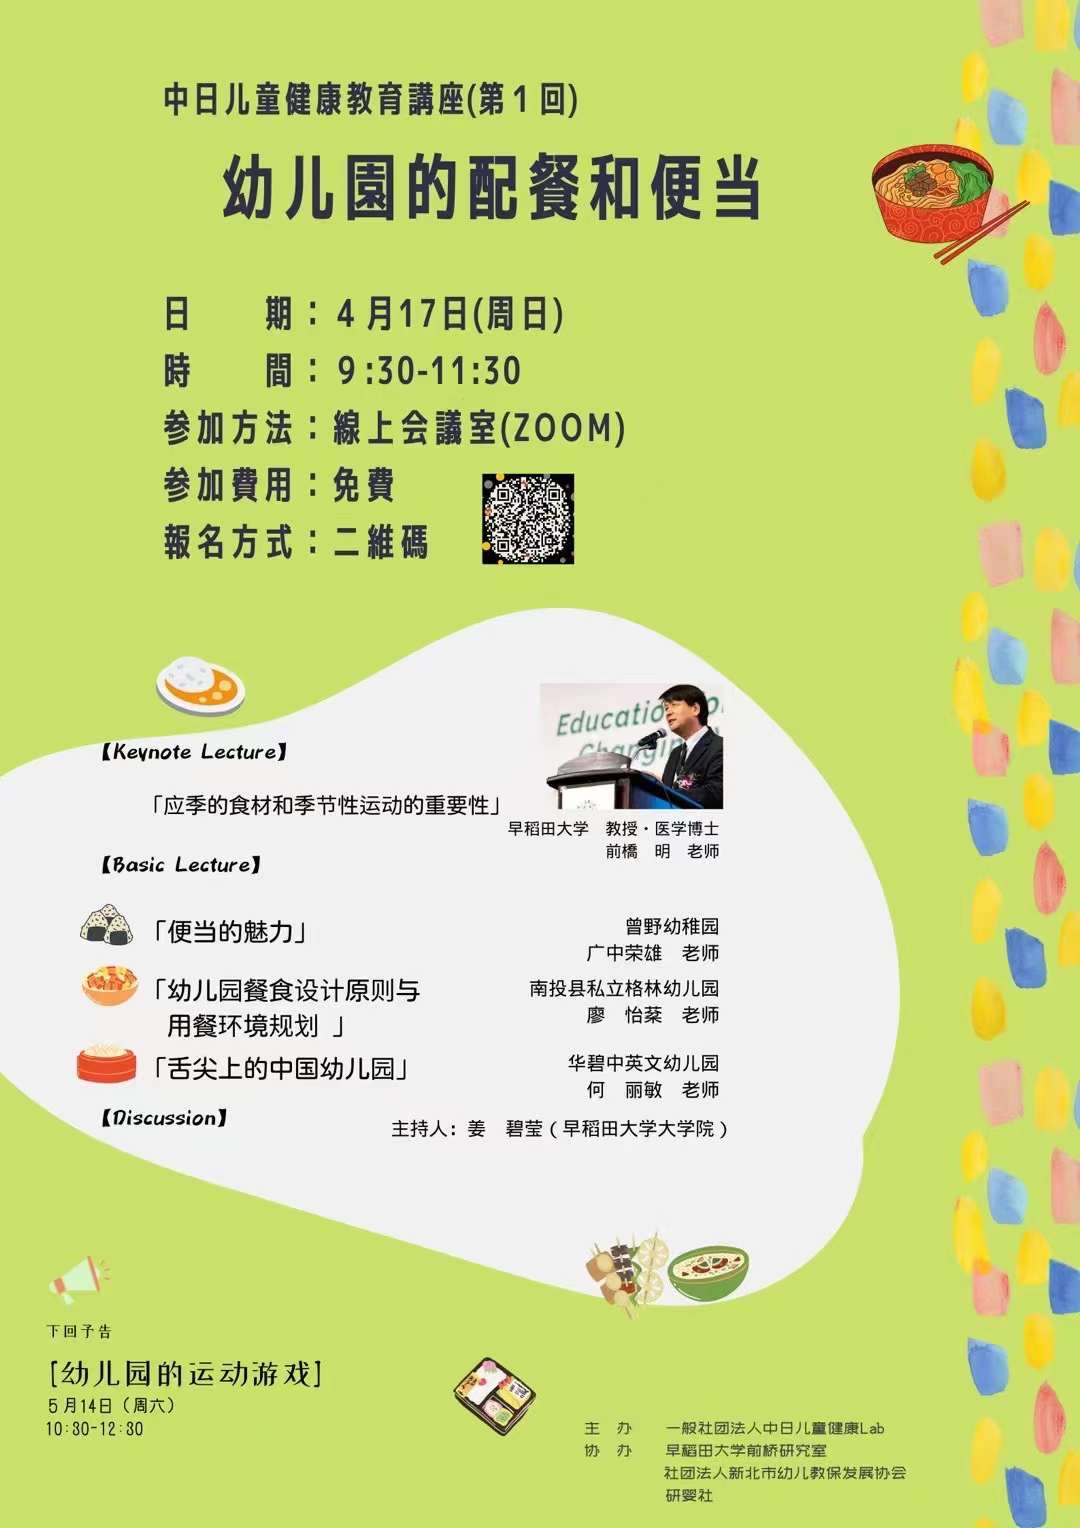 中日儿童健康教育講座(第1回)
幼儿園的配餐和便当
日　　期：4月17日(周日)
時　　間：9:30-11:30
参加方法：線上会議室(ZOOM)
参加費用：免費
報名方式：二維碼
【Keynote Lecture】
「应季的食材和季节性运动的重要性」
早稻田大学　教授・医学博士
前橋　明　老师
【Basic Lecture】
「便当的魅力」
曾野幼稚园
广中荣雄　老师
「幼儿园餐食设计原则与
用餐环境规划 」
南投县私立格林幼儿园
廖　怡棻　老师
「舌尖上的中国幼儿园」
华碧中英文幼儿园
何　丽敏　老师
【Discussion】
主持人：姜　碧莹（早稻田大学大学院）
下回予告
[幼儿园的运动游戏]
5月14日（周六）
10:30-12:30
主　办　一般社团法人中日儿童健康Lab
协　办　早稻田大学前桥研究室
社团法人新北市幼儿教保发展协会
研婴社